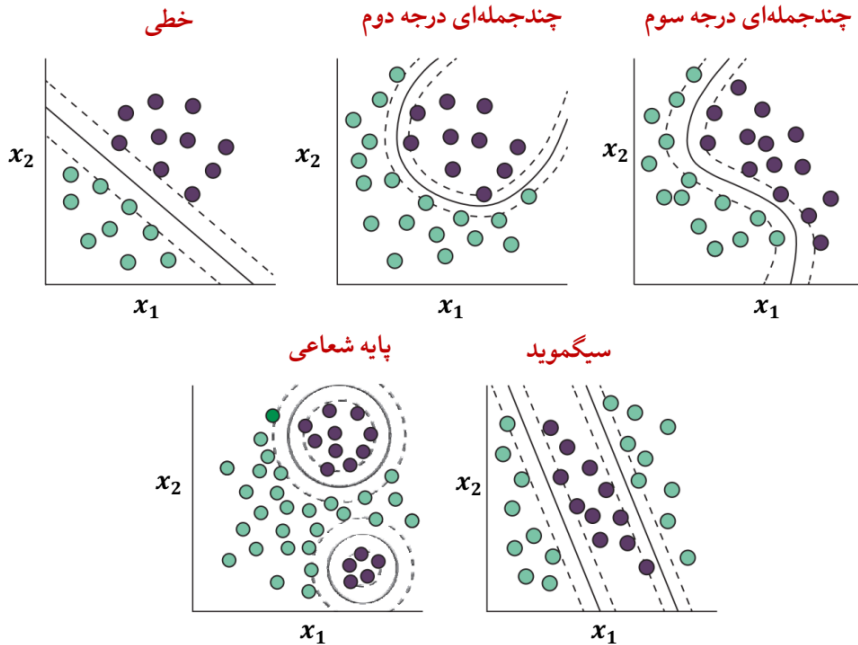 خطی
چندجمله‌ای درجه دوم
چندجمله‌ای درجه سوم
x₂
x₂
x₂
x₁
x₁
x₁
پایه شعاعی
سیگموید
x₂
x₂
x₁
x₁